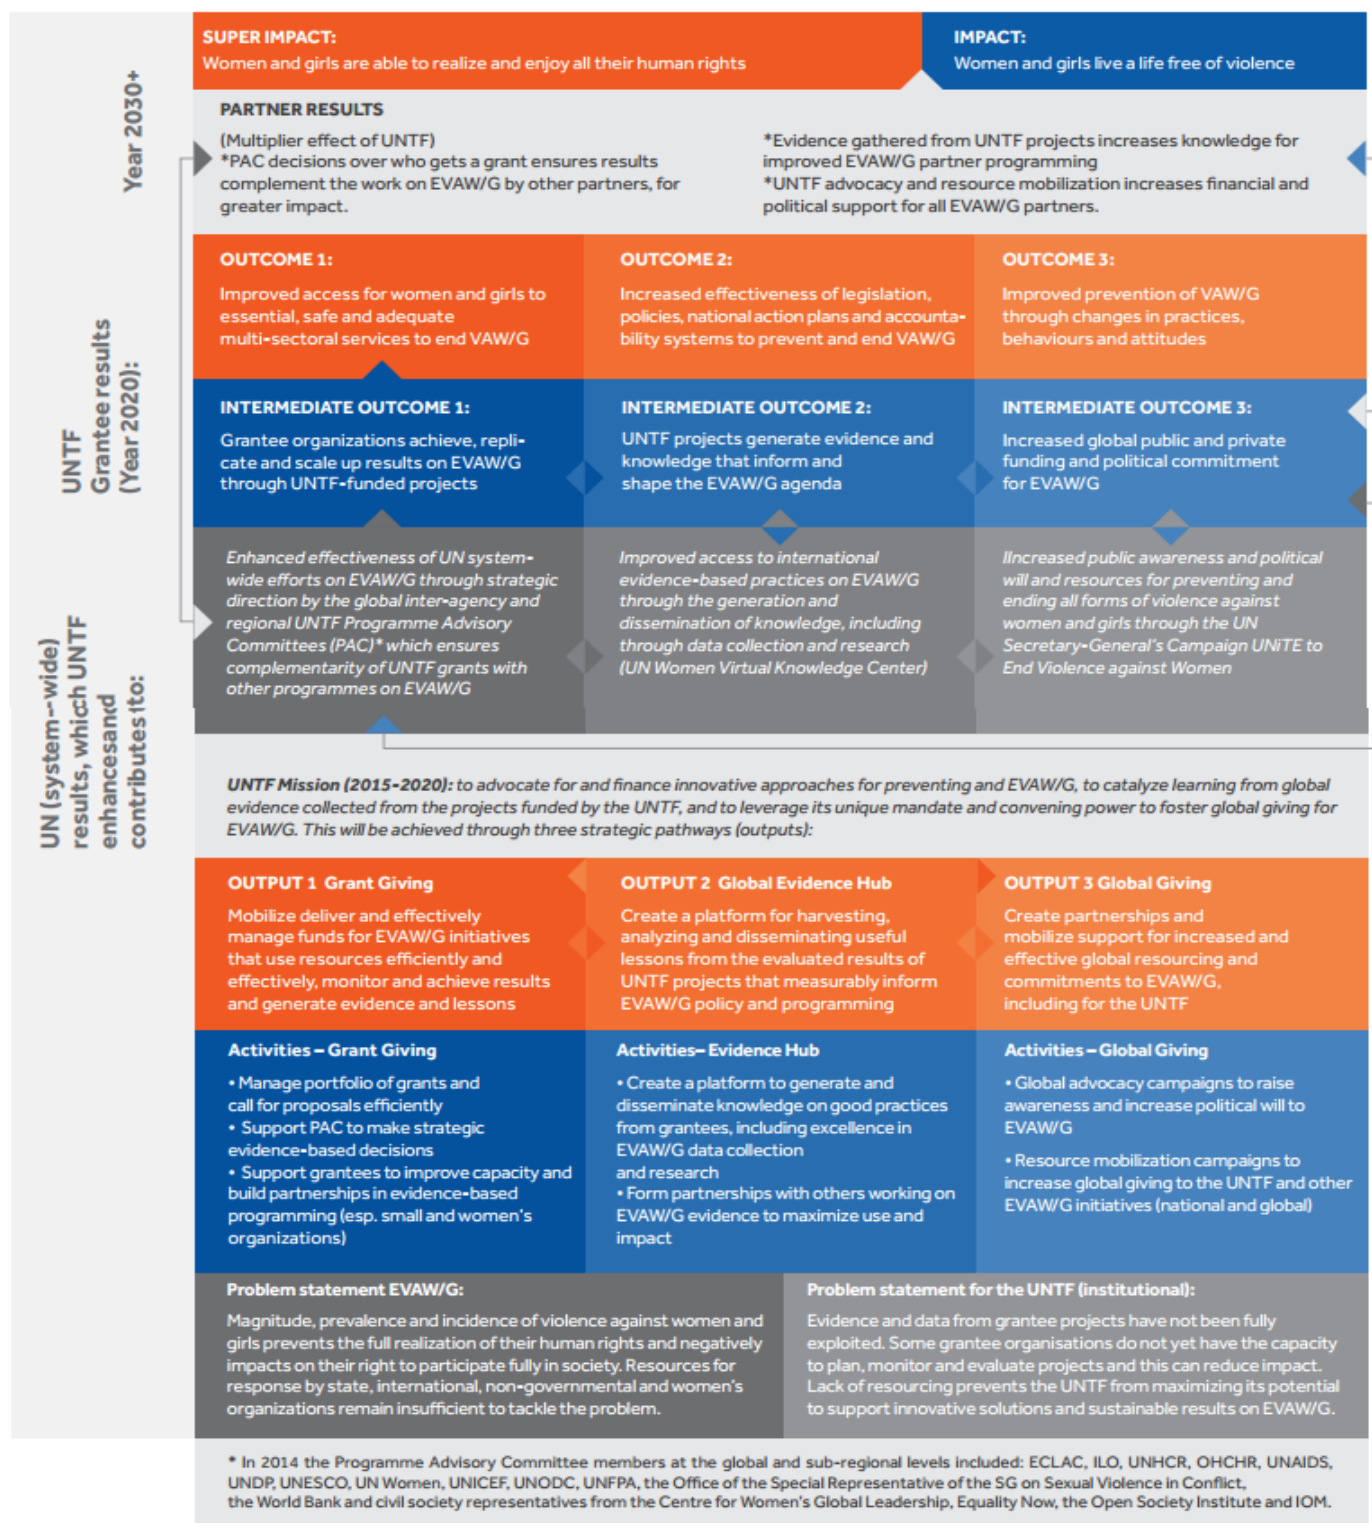 SUPER IMPACT:
Women and girls are able to realize and enjoy all their human rights
IMPACT:
Women and girls live a life free of violence
Year 2030+
PARTNER RESULTS
(Multiplier effect of UNTF)
*PAC decisions over who gets a grant ensures results
complement the work on EVAW/G by other partners, for
greater impact.
*Evidence gathered from UNTF projects increases knowledge for
improved EVAW/G partner programming
*UNTF advocacy and resource mobilization increases financial and
political support for all EVAW/G partners.
UNTF
Grantee results
(Year 2020):
OUTCOME 1:
Improved access for women and girls to
essential, safe and adequate
multi-sectoral services to end VAW/G
OUTCOME 2:
Increased effectiveness of legislation,
policies, national action plans and accounta-
bility systems to prevent and end VAW/G
OUTCOME 3:
Improved prevention of VAW/G
through changes in practices,
behaviours and attitudes
INTERMEDIATE OUTCOME 1:
Grantee organizations achieve, repli-
cate and scale up results on EVAW/G
through UNTF-funded projects
INTERMEDIATE OUTCOME 2:
UNTF projects generate evidence and
knowledge that inform and
shape the EVAW/G agenda
INTERMEDIATE OUTCOME 3:
Increased global public and private
funding and political commitment
for EVAW/G
UN (system--wide)
results, which UNTF
enhancesand
contributes ito:
Enhanced effectiveness of UN system-
wide efforts on EVAW/G through strategic
direction by the global inter-agency and
regional UNTF Programme Advisory
Committees (PAC)* which ensures
complementarity of UNTF grants with
other programmes on EVAW/G
Improved access to international
evidence-based practices on EVAW/G
through the generation and
dissemination of knowledge, including
through data collection and research
(UN Women Virtual Knowledge Center)
IIncreased public awareness and political
will and resources for preventing and
ending all forms of violence against
women and girls through the UN
Secretary-General's Campaign UNiTE to
End Violence against Women
UNTF Mission (2015-2020): to advocate for and finance innovative approaches for preventing and EVAW/G, to catalyze learning from global
evidence collected from the projects funded by the UNTF, and to leverage its unique mandate and convening power to foster global giving for
EVAW/G. This will be achieved through three strategic pathways (outputs):
OUTPUT 1 Grant Giving
Mobilize deliver and effectively
manage funds for EVAW/G initiatives
that use resources efficiently and
effectively, monitor and achieve results
and generate evidence and lessons
OUTPUT 2 Global Evidence Hub
Create a platform for harvesting,
analyzing and disseminating useful
lessons from the evaluated results of
UNTF projects that measurably inform
EVAW/G policy and programming
OUTPUT 3 Global Giving
Create partnerships and
mobilize support for increased and
effective global resourcing and
commitments to EVAW/G,
including for the UNTF
Activities – Grant Giving
• Manage portfolio of grants and
call for proposals efficiently
• Support PAC to make strategic
evidence-based decisions
• Support grantees to improve capacity and
build partnerships in evidence-based
programming (esp. small and women's
organizations)
Activities– Evidence Hub
• Create a platform to generate and
disseminate knowledge on good practices
from grantees, including excellence in
EVAW/G data collection
and research
• Form partnerships with others working on
EVAW/G evidence to maximize use and
impact
Activities – Global Giving
• Global advocacy campaigns to raise
awareness and increase political will to
EVAW/G
• Resource mobilization campaigns to
increase global giving to the UNTF and other
EVAW/G initiatives (national and global)
Problem statement EVAW/G:
Magnitude, prevalence and incidence of violence against women and
girls prevents the full realization of their human rights and negatively
impacts on their right to participate fully in society. Resources for
response by state, international, non-governmental and women's
organizations remain insufficient to tackle the problem.
Problem statement for the UNTF (institutional):
Evidence and data from grantee projects have not been fully
exploited. Some grantee organisations do not yet have the capacity
to plan, monitor and evaluate projects and this can reduce impact.
Lack of resourcing prevents the UNTF from maximizing its potential
to support innovative solutions and sustainable results on EVAW/G.
* In 2014 the Programme Advisory Committee members at the global and sub-regional levels included: ECLAC, ILO, UNHCR, OHCHR, UNAIDS,
UNDP, UNESCO, UN Women, UNICEF, UNODC, UNFPA, the Office of the Special Representative of the SG on Sexual Violence in Conflict,
the World Bank and civil society representatives from the Centre for Women's Global Leadership, Equality Now, the Open Society Institute and IOM.